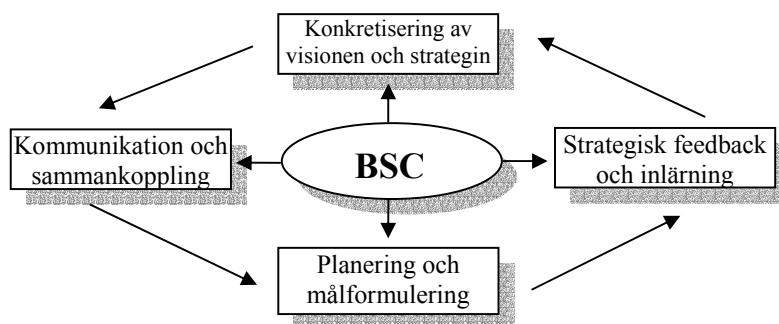 Konkretisering av
visionen och strategin
Kommunikation och
sammankoppling
BSC
Strategisk feedback
och inlärning
Planering och
målformulering